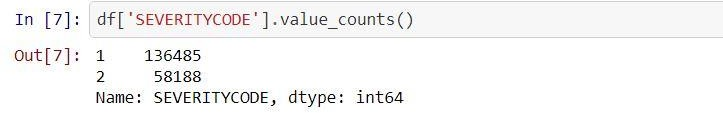 In [7]: df['SEVERITYCODE'].value_counts()
Out[7]: 1    136485
2     58188
Name: SEVERITYCODE, dtype: int64